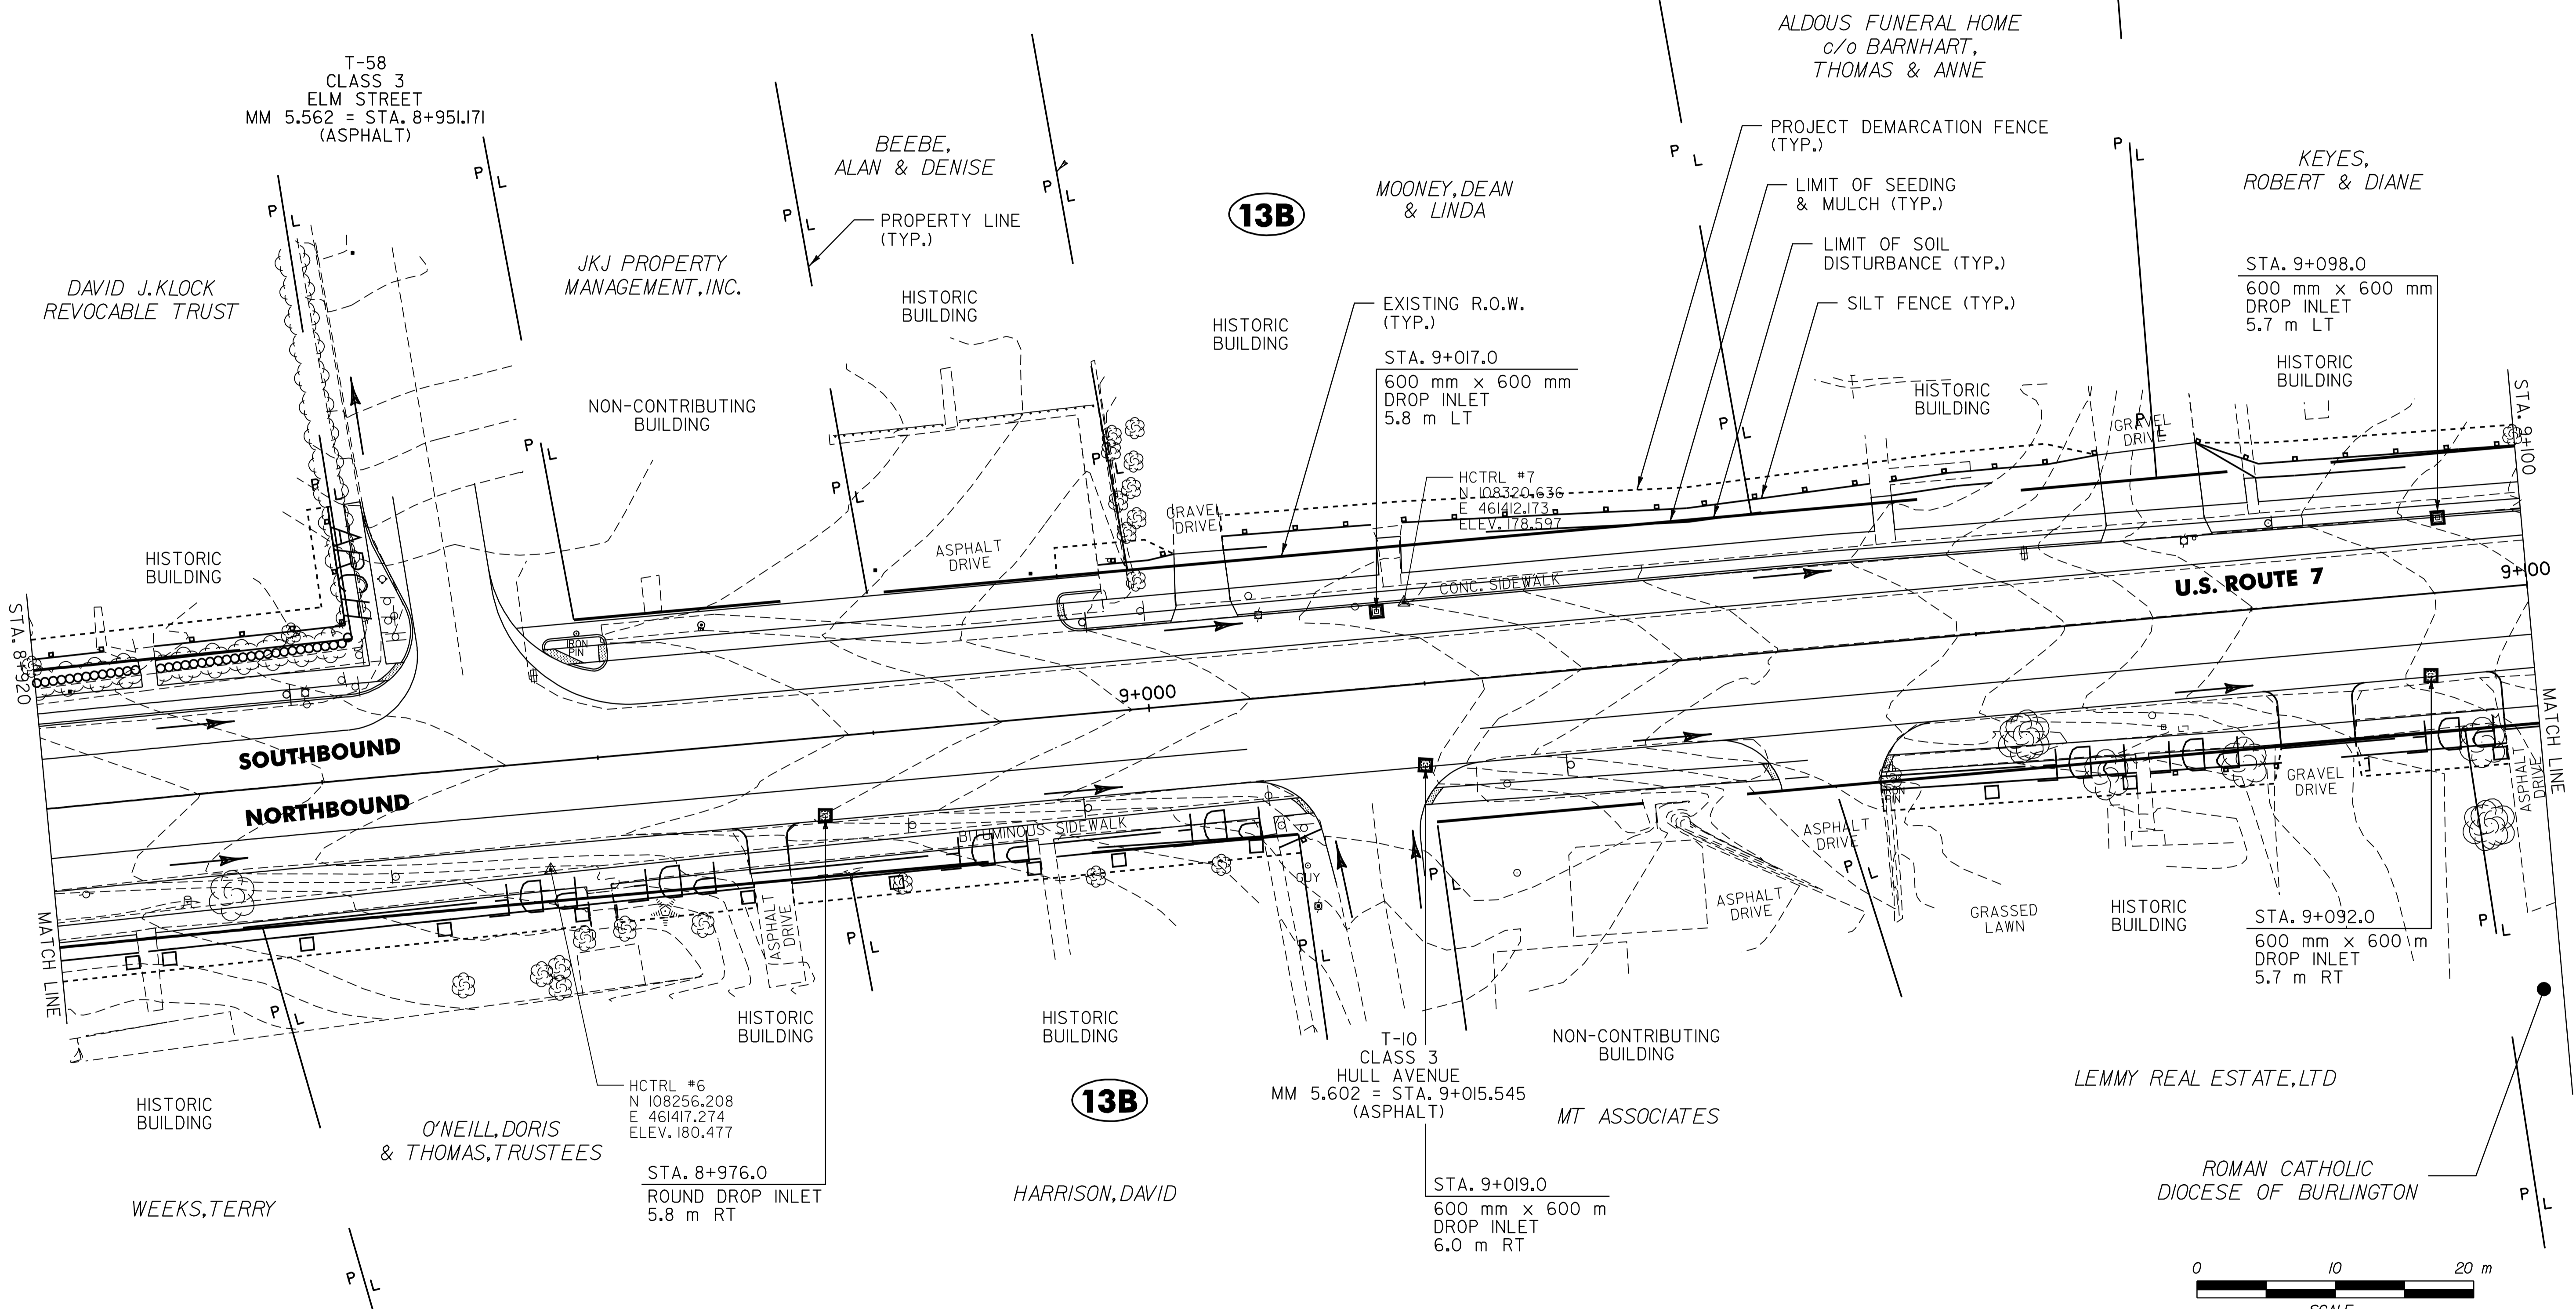 T-58
CLASS 3
ELM STREET
MM 5.562 = STA. 8+951.171
(ASPHALT)
ALDOUS FUNERAL HOME
c/o BARNHART,
THOMAS & ANNE
BEEBE,
ALAN & DENISE
PROPERTY LINE
(TYP.)
13B
MOONEY, DEAN
& LINDA
PROJECT DEMARCATION FENCE
(TYP.)
LIMIT OF SEEDING
& MULCH (TYP.)
LIMIT OF SOIL
DISTURBANCE (TYP.)
SILT FENCE (TYP.)
KEYES,
ROBERT & DIANE
STA. 9+098.0
600 mm x 600 mm
DROP INLET
5.7 m LT
DAVID J. KLOCK
REVOCABLE TRUST
JKJ PROPERTY
MANAGEMENT, INC.
HISTORIC
BUILDING
HISTORIC
BUILDING
EXISTING R.O.W.
(TYP.)
STA. 9+017.0
600 mm x 600 mm
DROP INLET
5.8 m LT
NON-CONTRIBUTING
BUILDING
HISTORIC
BUILDING
HISTORIC
BUILDING
GRAVEL
DRIVE
STA. 9+100
HCTRL #7
N 108320.636
E 461412.173
ELEV. 178.597
GRAVEL
DRIVE
ASPHALT
DRIVE
HISTORIC
BUILDING
CONC. SIDEWALK
U.S. ROUTE 7
9+100
STA. 8+920
IRON
PIN
9+000
SOUTHBOUND
NORTHBOUND
MATCH LINE
BITUMINOUS SIDEWALK
GRAVEL
DRIVE
ASPHALT
DRIVE
IRON
PIN
ASPHALT
DRIVE
GUY
ASPHALT
DRIVE
ASPHALT
DRIVE
GRASSED
LAWN
HISTORIC
BUILDING
STA. 9+092.0
600 mm x 600 m
DROP INLET
5.7 m RT
MATCH LINE
HISTORIC
BUILDING
HISTORIC
BUILDING
T-10
CLASS 3
HULL AVENUE
MM 5.602 = STA. 9+015.545
(ASPHALT)
NON-CONTRIBUTING
BUILDING
HISTORIC
BUILDING
HCTRL #6
N 108256.208
E 461417.274
ELEV. 180.477
13B
MT ASSOCIATES
LEMMY REAL ESTATE, LTD
O'NEILL, DORIS
& THOMAS, TRUSTEES
STA. 8+976.0
ROUND DROP INLET
5.8 m RT
WEEKS, TERRY
HARRISON, DAVID
STA. 9+019.0
600 mm x 600 m
DROP INLET
6.0 m RT
ROMAN CATHOLIC
DIOCESE OF BURLINGTON
0 10 20 m